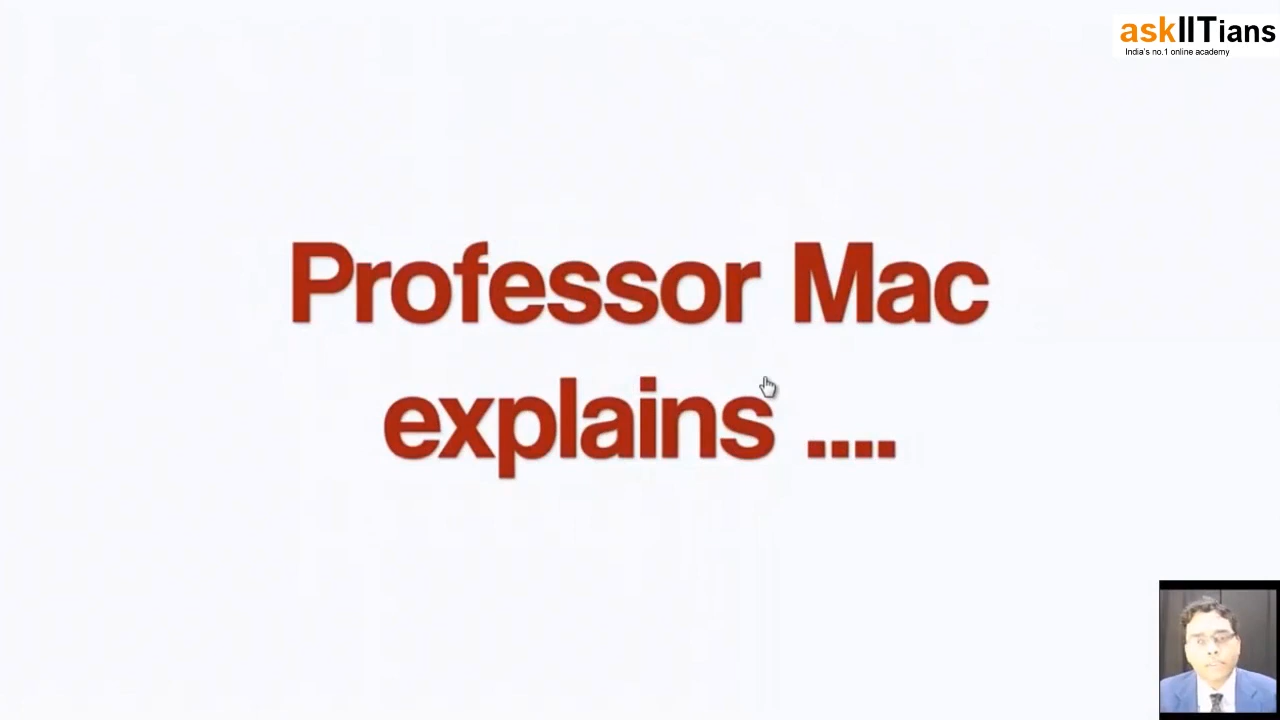 askIITians
India's no.1 online academy
Professor Mac
explains ....